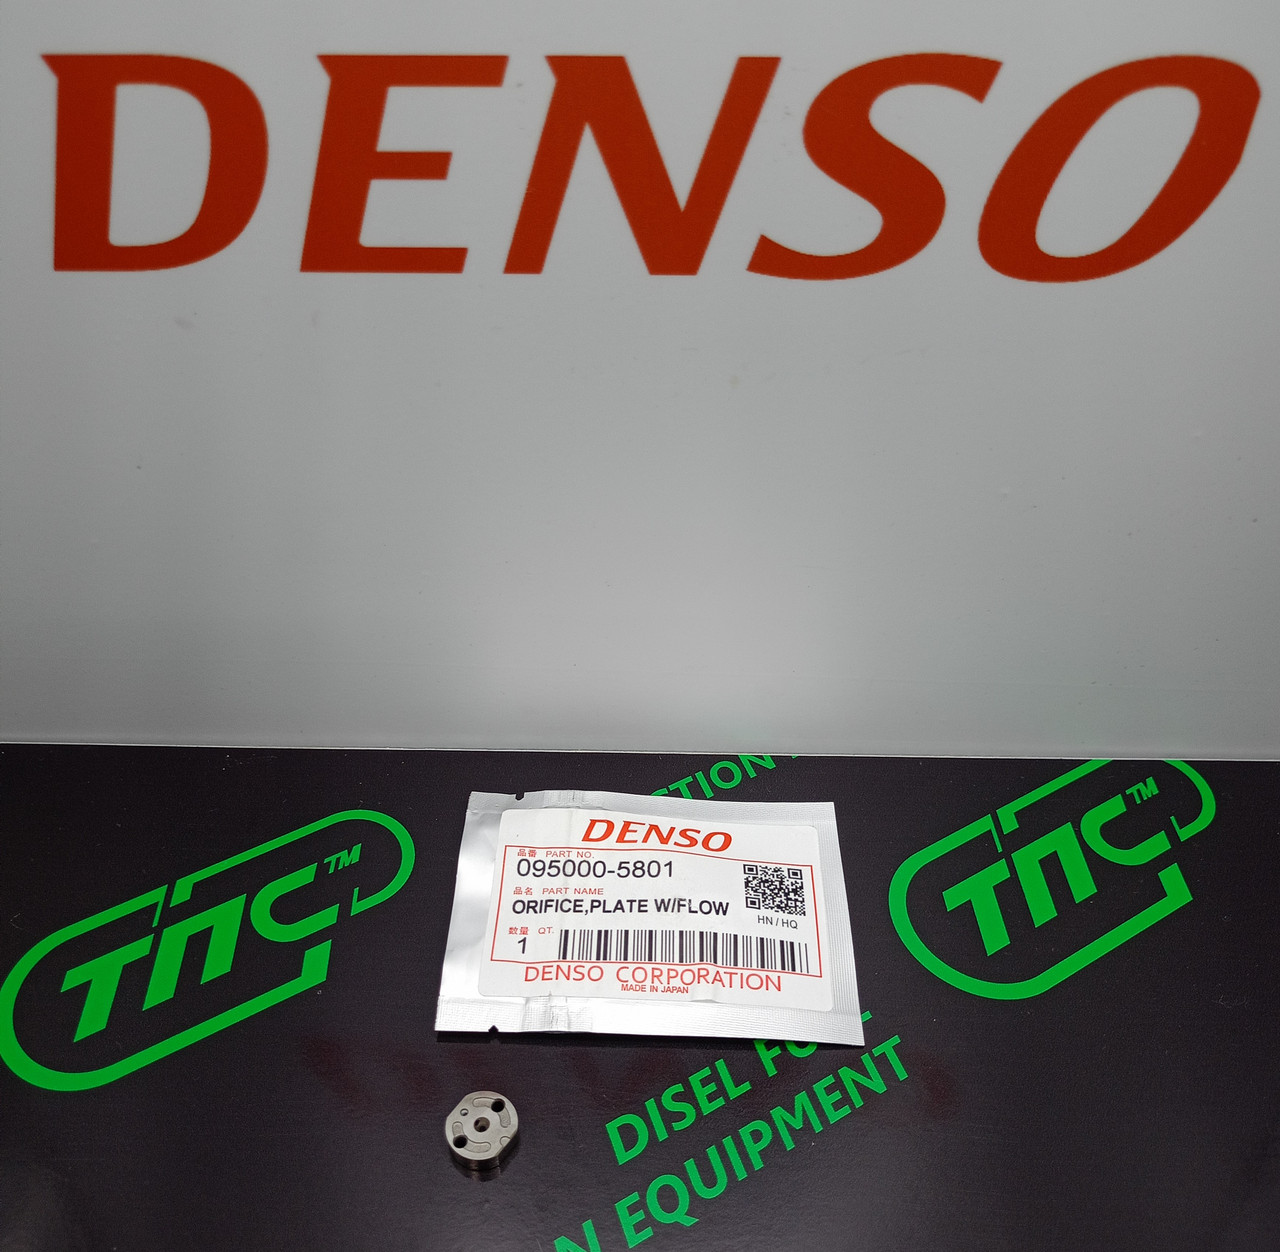 DENSO
CTION
TNC™
TNC™
DENSO
品番 PART NO.
095000-5801
品名 PART NAME
ORIFICE,PLATE W/FLOW
HN / HQ
数量 QT.
1
DENSO CORPORATION
MADE IN JAPAN
DISEL
EQUIPMENT